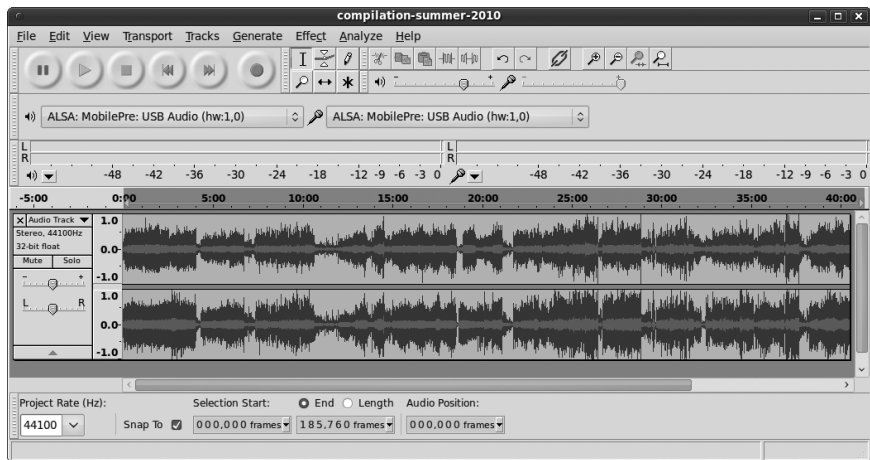 compilation-summer-2010
File Edit View Transport Tracks Generate Effect Analyze Help
ALSA: MobilePre: USB Audio (hw:1,0) ALSA: MobilePre: USB Audio (hw:1,0)
L L
R R
-48 -42 -36 -30 -24 -18 -12 -9 -6 -3 0 -48 -42 -36 -30 -24 -18 -12 -9 -6 -3 0
-5:00 0:00 5:00 10:00 15:00 20:00 25:00 30:00 35:00 40:00
Audio Track 1.0
Stereo, 44100Hz
32-bit float 0.0
Mute Solo
- + -1.0
L R 1.0
0.0
-1.0
Project Rate (Hz): Selection Start: End Length Audio Position:
44100 Snap To 000,000 frames 185,760 frames 000,000 frames